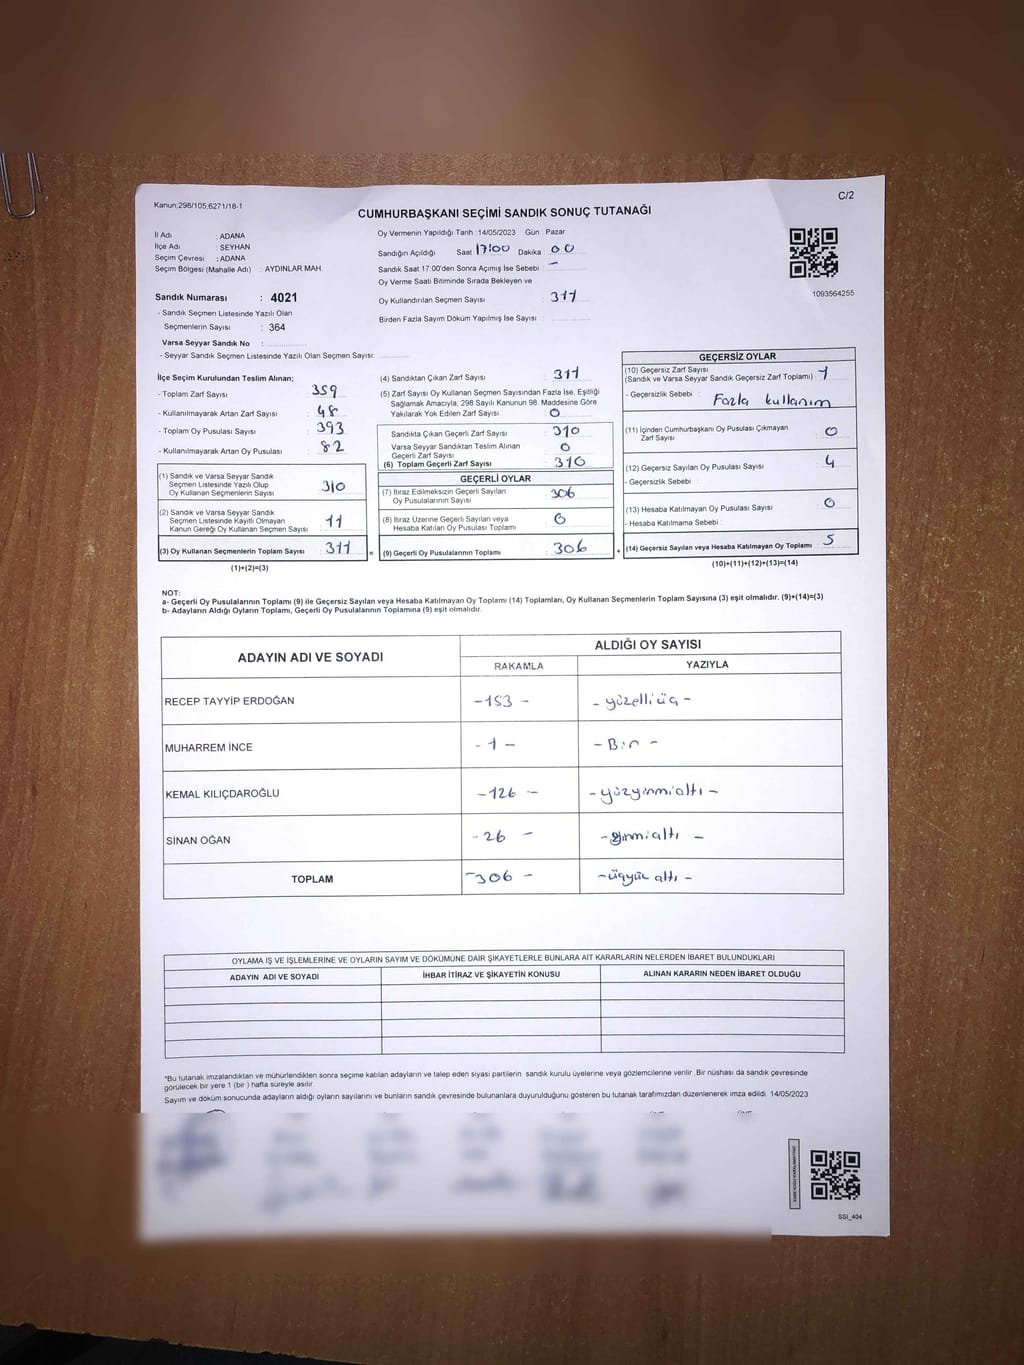 Kanun:298/105,6271/18-1
C/2
CUMHURBAŞKANI SEÇİMİ SANDIK SONUÇ TUTANAĞI
İl Adı : ADANA
İlçe Adı : SEYHAN
Seçim Çevresi : ADANA
Seçim Bölgesi (Mahalle Adı) : AYDINLAR MAH.
Sandık Numarası : 4021
- Sandık Seçmen Listesinde Yazılı Olan
Seçmenlerin Sayısı : 364
Varsa Seyyar Sandık No :
- Seyyar Sandık Seçmen Listesinde Yazılı Olan Seçmen Sayısı:
Oy Vermenin Yapıldığı Tarih : 14/05/2023 Gün : Pazar
Sandığın Açıldığı Saat 17:00 Dakika : 00
Sandık Saat 17:00'den Sonra Açımış İse Sebebi : -
Oy Verme Saati Bitiminde Sırada Bekleyen ve
Oy Kullandırılan Seçmen Sayısı : 311
Birden Fazla Sayım Döküm Yapılmış İse Sayısı :
1093564255
İlçe Seçim Kurulundan Teslim Alınan;
- Toplam Zarf Sayısı : 359
- Kullanılmayarak Artan Zarf Sayısı : 48
- Toplam Oy Pusulası Sayısı : 393
- Kullanılmayarak Artan Oy Pusulası : 82
(1) Sandık ve Varsa Seyyar Sandık
Seçmen Listesinde Yazılı Olup
Oy Kullanan Seçmenlerin Sayısı : 310
(2) Sandık ve Varsa Seyyar Sandık
Seçmen Listesinde Kayıtlı Olmayan
Kanun Gereği Oy Kullanan Seçmen Sayısı : 11
(3) Oy Kullanan Seçmenlerin Toplam Sayısı : 311 =
(1)+(2)=(3)
(4) Sandıktan Çıkan Zarf Sayısı : 311
(5) Zarf Sayısı Oy Kullanan Seçmen Sayısından Fazla İse, Eşitliği
Sağlamak Amacıyla, 298 Sayılı Kanunun 98. Maddesine Göre
Yakılarak Yok Edilen Zarf Sayısı : 0
Sandıkta Çıkan Geçerli Zarf Sayısı : 310
Varsa Seyyar Sandıktan Teslim Alınan
Geçerli Zarf Sayısı : 0
(6) Toplam Geçerli Zarf Sayısı : 310
GEÇERLİ OYLAR
(7) İtiraz Edilmeksizin Geçerli Sayılan
Oy Pusulalarının Sayısı : 306
(8) İtiraz Üzerine Geçerli Sayılan veya
Hesaba Katılan Oy Pusulası Toplamı : 0
(9) Geçerli Oy Pusulalarının Toplamı : 306 +
GEÇERSİZ OYLAR
(10) Geçersiz Zarf Sayısı
(Sandık ve Varsa Seyyar Sandık Geçersiz Zarf Toplamı) : 1
- Geçersizlik Sebebi : Fazla kullanım
(11) İçinden Cumhurbaşkanı Oy Pusulası Çıkmayan
Zarf Sayısı : 0
(12) Geçersiz Sayılan Oy Pusulası Sayısı : 4
- Geçersizlik Sebebi :
(13) Hesaba Katılmayan Oy Pusulası Sayısı : 0
- Hesaba Katılmama Sebebi :
(14) Geçersiz Sayılan veya Hesaba Katılmayan Oy Toplamı : 5
(10)+(11)+(12)+(13)=(14)
NOT:
a- Geçerli Oy Pusulalarının Toplamı (9) ile Geçersiz Sayılan veya Hesaba Katılmayan Oy Toplamı (14) Toplamları, Oy Kullanan Seçmenlerin Toplam Sayısına (3) eşit olmalıdır. (9)+(14)=(3)
b- Adayların Aldığı Oyların Toplamı, Geçerli Oy Pusulalarının Toplamına (9) eşit olmalıdır.
ADAYIN ADI VE SOYADI ALDIĞI OY SAYISI
RAKAMLA YAZIYLA
RECEP TAYYİP ERDOĞAN -153- -yüzelliüç-
MUHARREM İNCE -1- -Bir-
KEMAL KILIÇDAROĞLU -126- -yüzyirmialtı-
SİNAN OĞAN -26- -yirmialtı-
TOPLAM -306- -üçyüz altı-
OYLAMA İŞ VE İŞLEMLERİNE VE OYLARIN SAYIM VE DÖKÜMÜNE DAİR ŞİKAYETLERLE BUNLARA AİT KARARLARIN NELERDEN İBARET BULUNDUKLARI
ADAYIN ADI VE SOYADI İHBAR İTİRAZ VE ŞİKAYETİN KONUSU ALINAN KARARIN NEDEN İBARET OLDUĞU
*Bu tutanak imzalandıktan ve mühürlendikten sonra seçime katılan adayların ve talep eden siyasi partilerin sandık kurulu üyelerine veya gözlemcilerine verilir. Bir nüshası da sandık çevresinde
görülecek bir yere 1 (bir) hafta süreyle asılır.
Sayım ve döküm sonucunda adayların aldığı oyların sayılarını ve bunların sandık çevresinde bulunanlara duyurulduğunu gösteren bu tutanak tarafımızdan düzenlenerek imza edildi. 14/05/2023
SSI_404